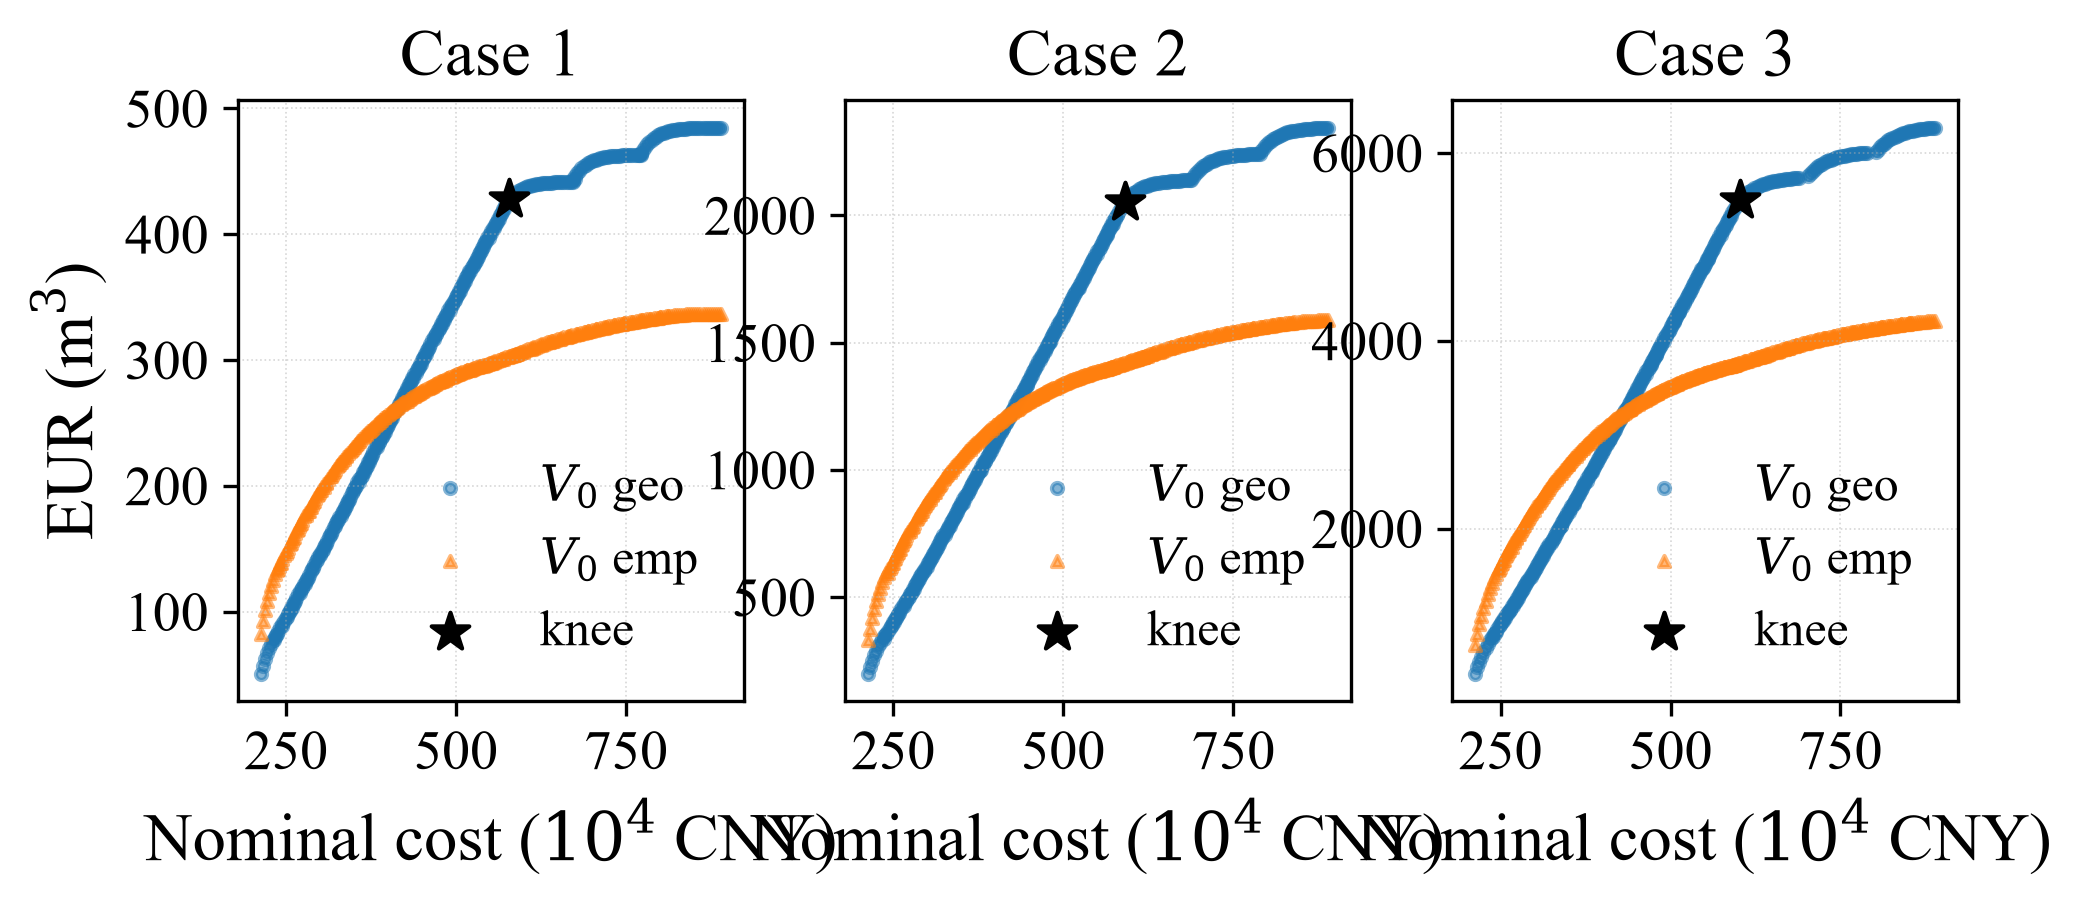 Case 1
Case 2
Case 3
EUR (m³)
500
400
300
200
100
V₀ geo
V₀ emp
knee
250
500
750
Nominal cost (10⁴ CNY)
2000
1500
1000
500
V₀ geo
V₀ emp
knee
250
500
750
Nominal cost (10⁴ CNY)
6000
4000
2000
V₀ geo
V₀ emp
knee
250
500
750
Nominal cost (10⁴ CNY)